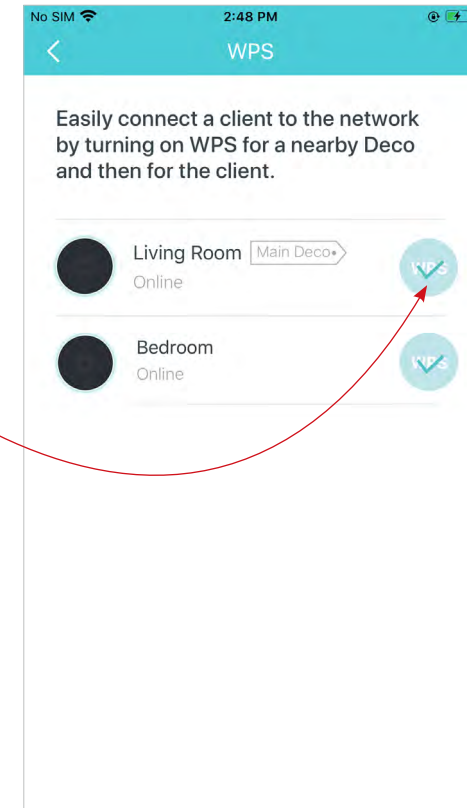 No SIM 2:48 PM
WPS
Easily connect a client to the network
by turning on WPS for a nearby Deco
and then for the client.
Living Room Main Deco
Online
WPS
Bedroom
Online
WPS